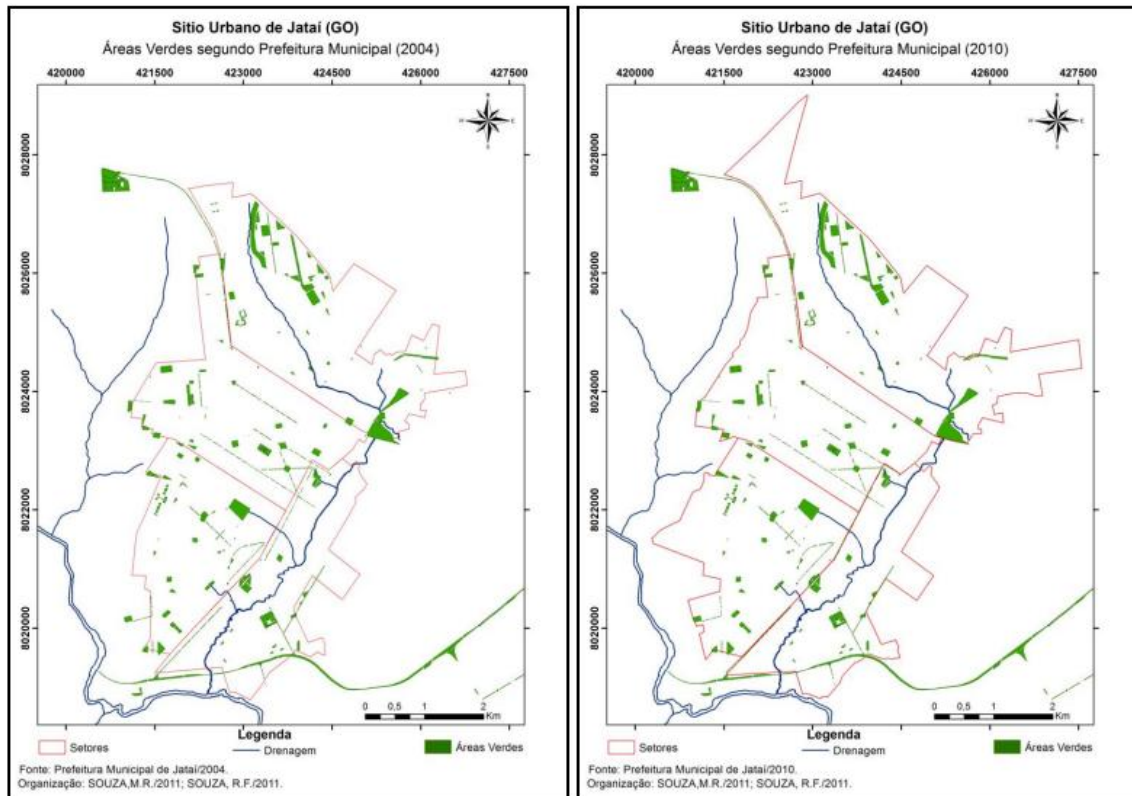 Sitio Urbano de Jataí (GO)
Áreas Verdes segundo Prefeitura Municipal (2004)
420000 421500 423000 424500 426000 427500
N
W E
S
8028000
8026000
8024000
8022000
8020000
0 0,5 1 2
Km
Legenda
Setores Drenagem Áreas Verdes
Fonte: Prefeitura Municipal de Jataí/2004.
Organização: SOUZA,M.R./2011; SOUZA, R.F./2011.
Sitio Urbano de Jataí (GO)
Áreas Verdes segundo Prefeitura Municipal (2010)
420000 421500 423000 424500 426000 427500
N
W E
S
8028000
8026000
8024000
8022000
8020000
0 0,5 1 2
Km
Legenda
Setores Drenagem Áreas Verdes
Fonte: Prefeitura Municipal de Jataí/2010.
Organização: SOUZA,M.R./2011; SOUZA, R.F./2011.